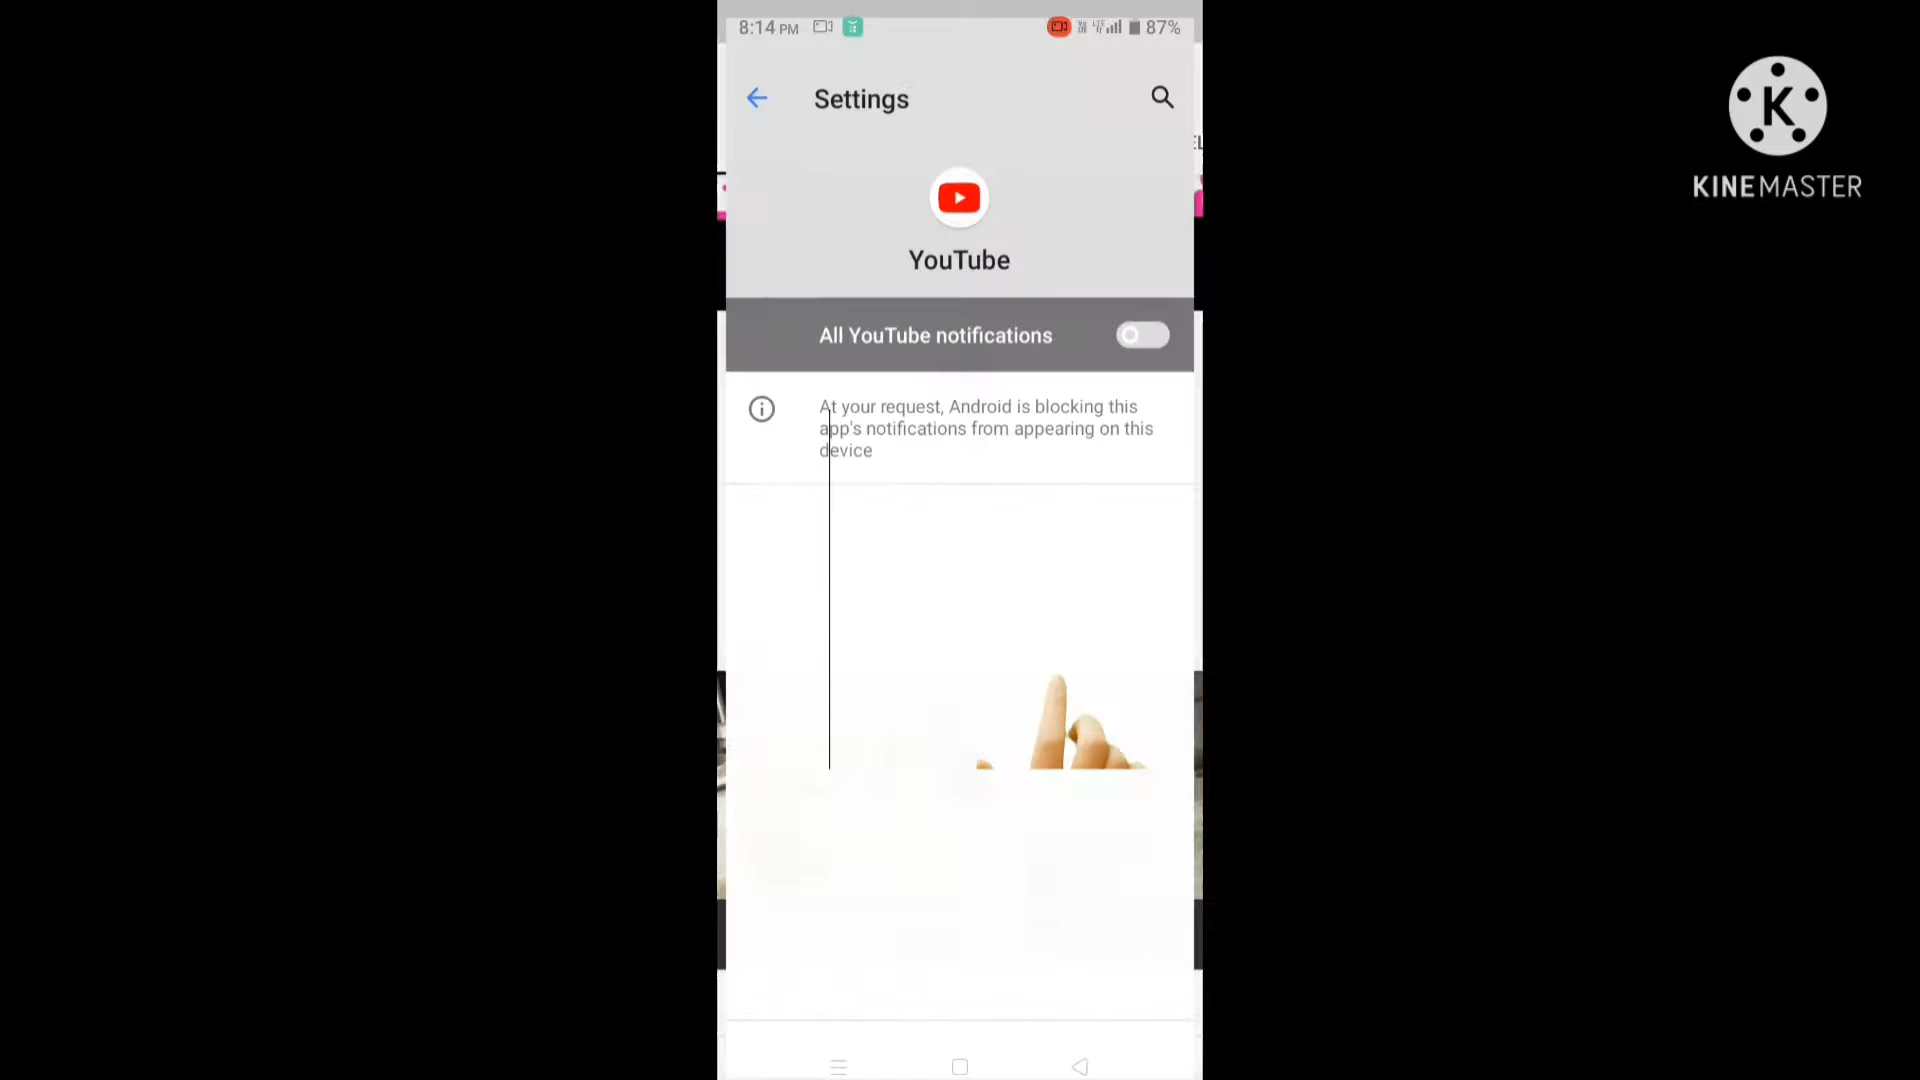 8:14 PM
87%
Settings
YouTube
All YouTube notifications
At your request, Android is blocking this
app's notifications from appearing on this
device
K
KINEMASTER